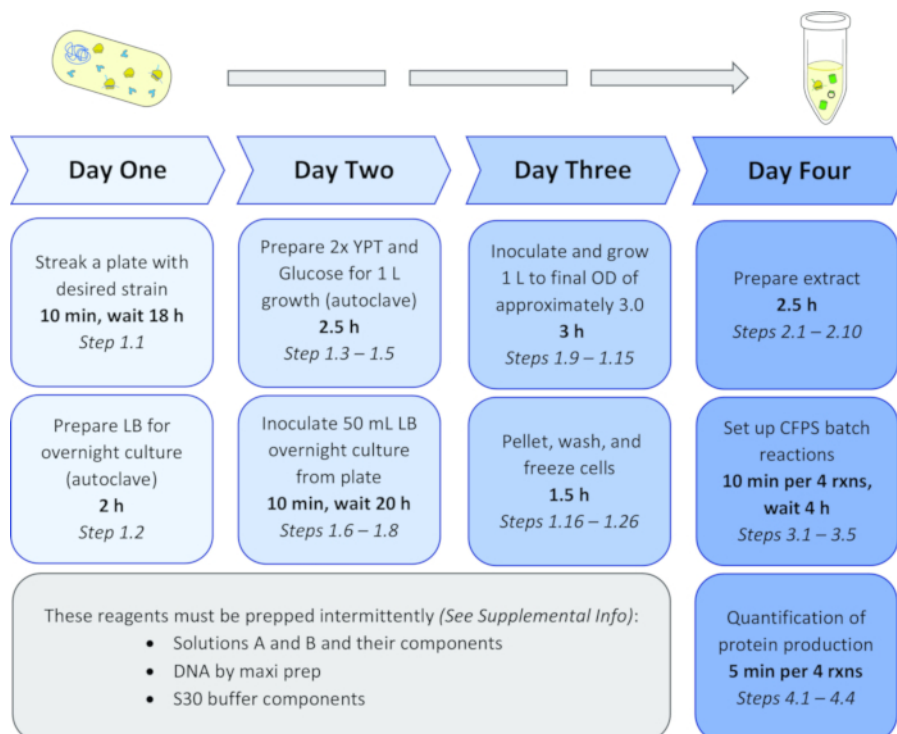 Day One
Day Two
Day Three
Day Four
Streak a plate with
desired strain
10 min, wait 18 h
Step 1.1
Prepare 2x YPT and
Glucose for 1 L
growth (autoclave)
2.5 h
Step 1.3 – 1.5
Inoculate and grow
1 L to final OD of
approximately 3.0
3 h
Steps 1.9 – 1.15
Prepare extract
2.5 h
Steps 2.1 – 2.10
Prepare LB for
overnight culture
(autoclave)
2 h
Step 1.2
Inoculate 50 mL LB
overnight culture
from plate
10 min, wait 20 h
Steps 1.6 – 1.8
Pellet, wash, and
freeze cells
1.5 h
Steps 1.16 – 1.26
Set up CFPS batch
reactions
10 min per 4 rxns,
wait 4 h
Steps 3.1 – 3.5
These reagents must be prepped intermittently (See Supplemental Info):
• Solutions A and B and their components
• DNA by maxi prep
• S30 buffer components
Quantification of
protein production
5 min per 4 rxns
Steps 4.1 – 4.4